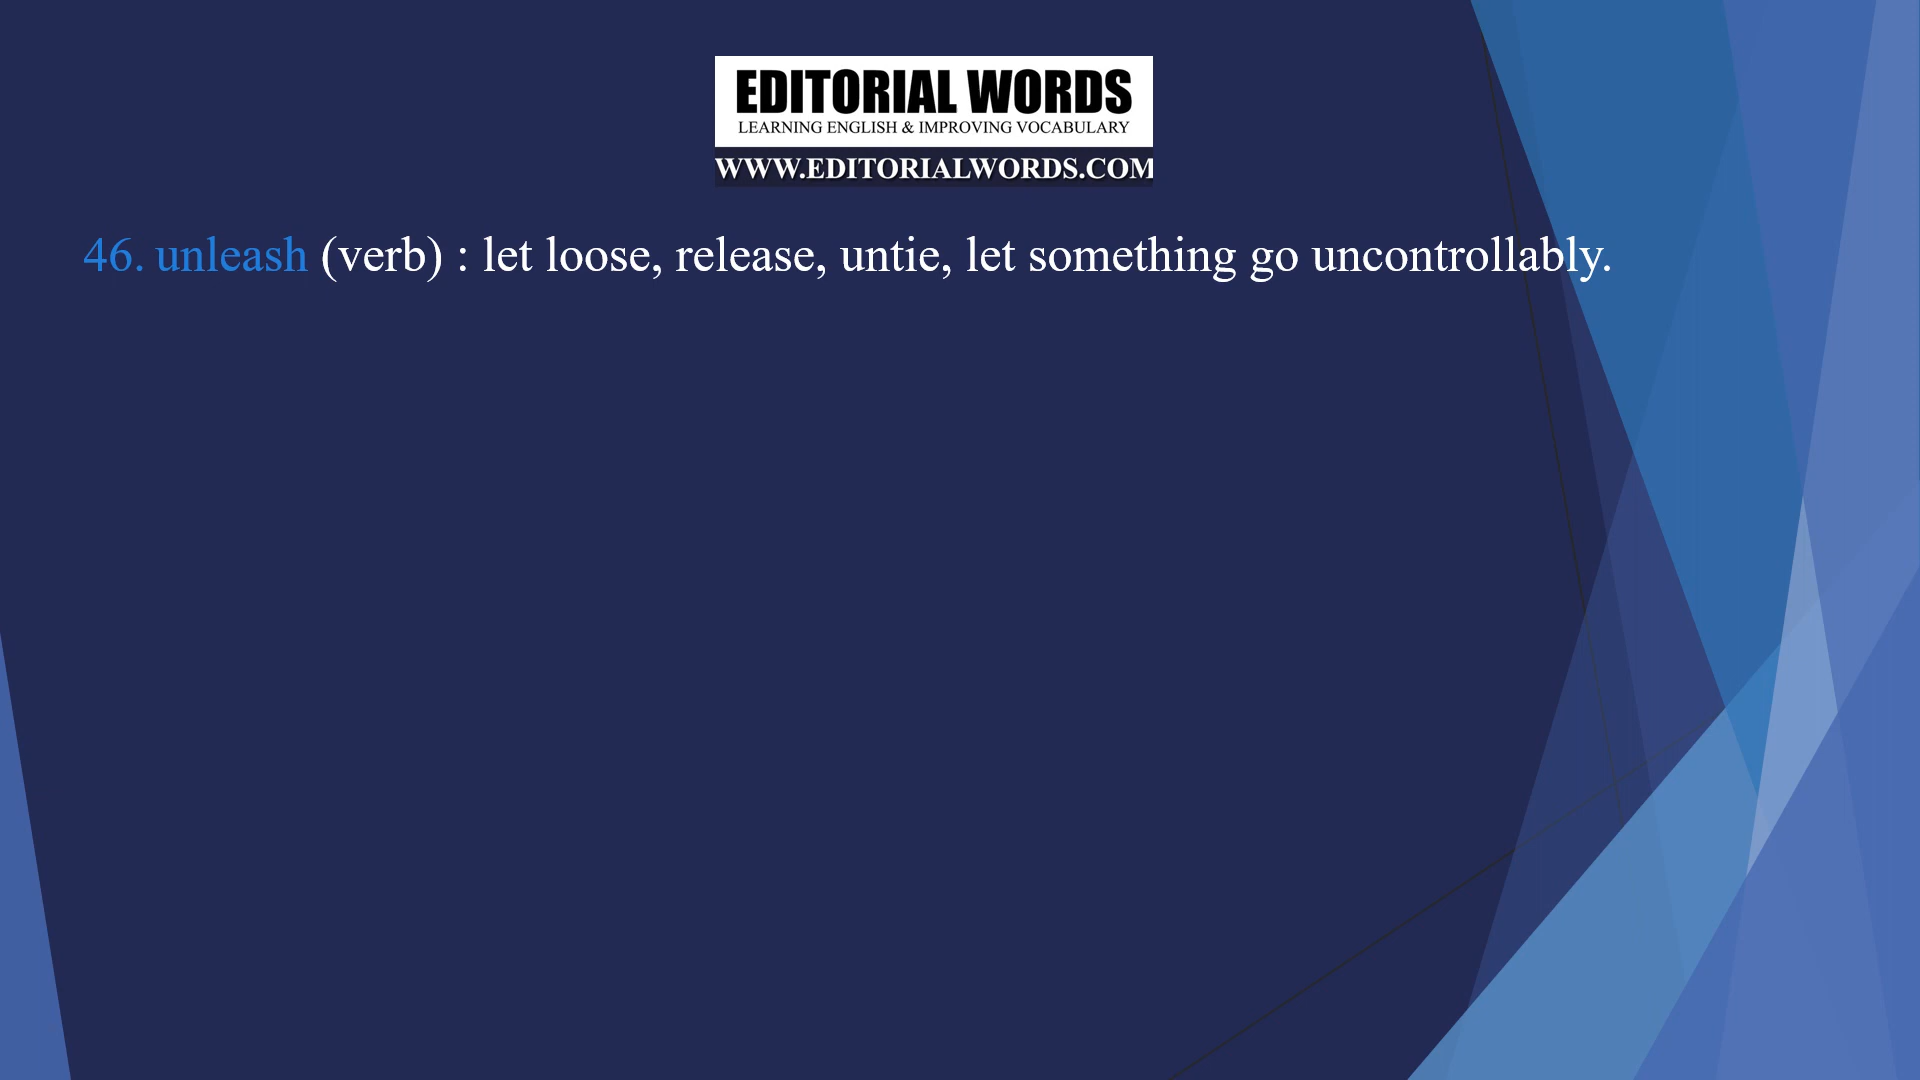 EDITORIAL WORDS
LEARNING ENGLISH & IMPROVING VOCABULARY
WWW.EDITORIALWORDS.COM
46. unleash (verb) : let loose, release, untie, let something go uncontrollably.